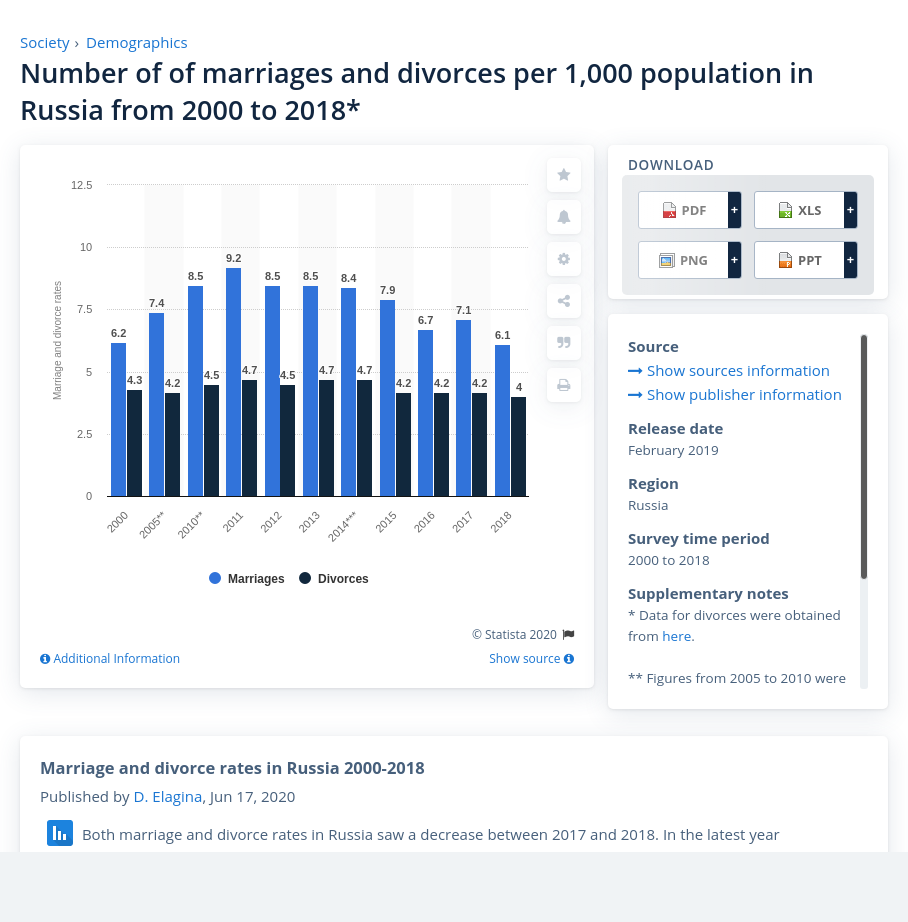 Society › Demographics
Number of of marriages and divorces per 1,000 population in
Russia from 2000 to 2018*
12.5
10
7.5
5
2.5
0
Marriage and divorce rates
6.2 7.4 8.5 9.2 8.5 8.5 8.4 7.9 6.7 7.1 6.1
4.3 4.2 4.5 4.7 4.5 4.7 4.7 4.2 4.2 4.2 4
2000 2005** 2010** 2011 2012 2013 2014*** 2015 2016 2017 2018
Marriages Divorces
© Statista 2020
Additional Information Show source
DOWNLOAD
PDF + XLS +
PNG + PPT +
Source
Show sources information
Show publisher information
Release date
February 2019
Region
Russia
Survey time period
2000 to 2018
Supplementary notes
* Data for divorces were obtained
from here.
** Figures from 2005 to 2010 were
Marriage and divorce rates in Russia 2000-2018
Published by D. Elagina, Jun 17, 2020
Both marriage and divorce rates in Russia saw a decrease between 2017 and 2018. In the latest year